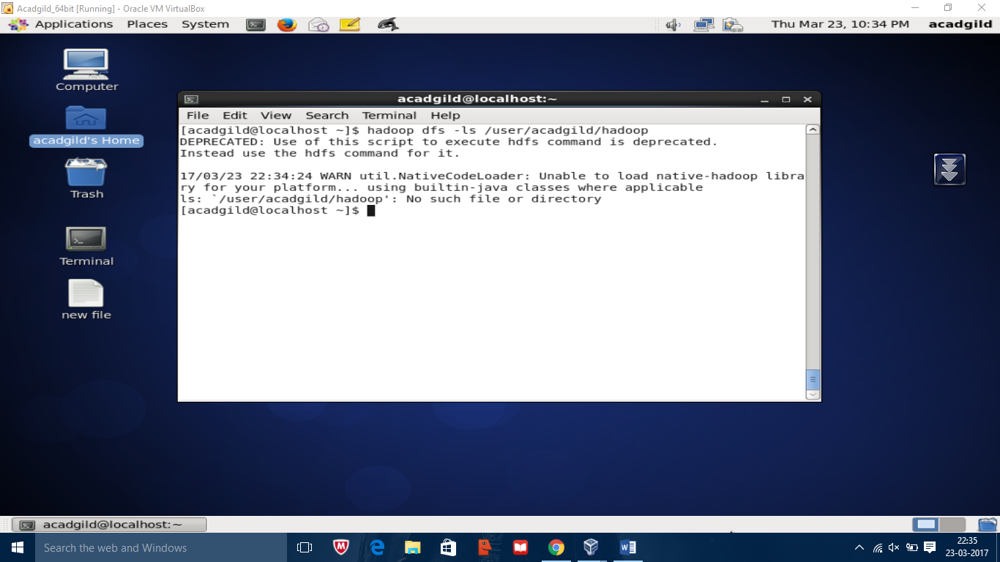 Acadgild_64bit [Running] - Oracle VM VirtualBox
Applications Places System Thu Mar 23, 10:34 PM acadgild
Computer
acadgild's Home
Trash
Terminal
new file
acadgild@localhost:~
File Edit View Search Terminal Help
[acadgild@localhost ~]$ hadoop dfs -ls /user/acadgild/hadoop
DEPRECATED: Use of this script to execute hdfs command is deprecated.
Instead use the hdfs command for it.
17/03/23 22:34:24 WARN util.NativeCodeLoader: Unable to load native-hadoop libra
ry for your platform... using builtin-java classes where applicable
ls: `/user/acadgild/hadoop': No such file or directory
[acadgild@localhost ~]$
acadgild@localhost:~
Search the web and Windows
22:35
23-03-2017